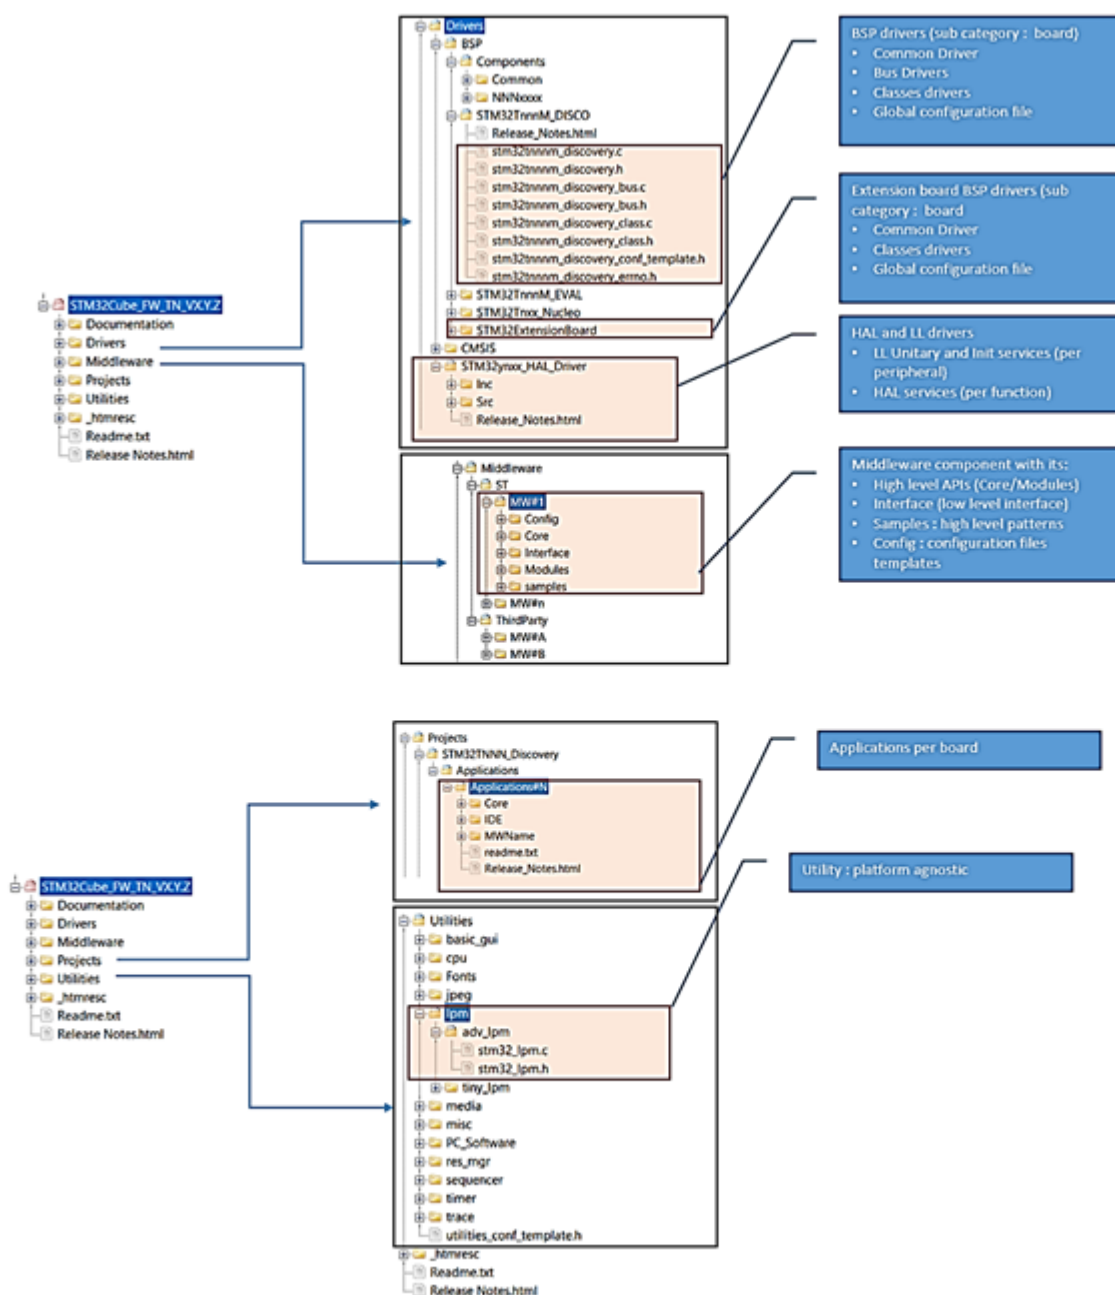 Drivers
BSP
Components
Common
NNNxxxx
STM32TnnnM_DISCO
Release_Notes.html
stm32tnnnm_discovery.c
stm32tnnnm_discovery.h
stm32tnnnm_discovery_bus.c
stm32tnnnm_discovery_bus.h
stm32tnnnm_discovery_class.c
stm32tnnnm_discovery_class.h
stm32tnnnm_discovery_conf_template.h
stm32tnnnm_discovery_errno.h
STM32TnnnM_EVAL
STM32Tnxx_Nucleo
STM32ExtensionBoard
CMSIS
STM32ynxx_HAL_Driver
Inc
Src
Release_Notes.html
BSP drivers (sub category : board)
• Common Driver
• Bus Drivers
• Classes drivers
• Global configuration file
Extension board BSP drivers (sub
category : board
• Common Driver
• Classes drivers
• Global configuration file
HAL and LL drivers
• LL Unitary and Init services (per
peripheral)
• HAL services (per function)
STM32Cube_FW_TN_VX.Y.Z
Documentation
Drivers
Middleware
Projects
Utilities
_htmresc
Readme.txt
Release Notes.html
Middleware
ST
MW#1
Config
Core
Interface
Modules
samples
MW#n
ThirdParty
MW#A
MW#B
Middleware component with its:
• High level APIs (Core/Modules)
• Interface (low level interface)
• Samples : high level patterns
• Config : configuration files
templates
Projects
STM32TNNN_Discovery
Applications
Applications#N
Core
IDE
MWName
readme.txt
Release_Notes.html
Applications per board
STM32Cube_FW_TN_VX.Y.Z
Documentation
Drivers
Middleware
Projects
Utilities
_htmresc
Readme.txt
Release Notes.html
Utilities
basic_gui
cpu
Fonts
jpeg
lpm
adv_lpm
stm32_lpm.c
stm32_lpm.h
tiny_lpm
media
misc
PC_Software
res_mgr
sequencer
timer
trace
utilities_conf_template.h
_htmresc
Readme.txt
Release Notes.html
Utility : platform agnostic